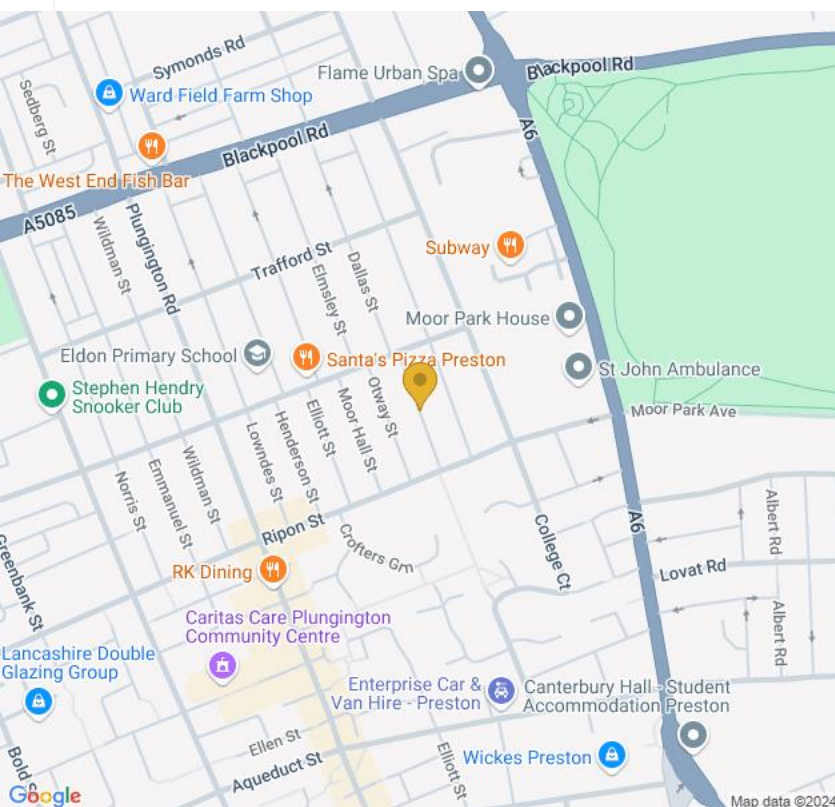 Symonds Rd
Flame Urban Spa
Blackpool Rd
Sedberg St
Ward Field Farm Shop
A6
Blackpool Rd
The West End Fish Bar
A5085
Wildman St
Plungington Rd
Subway
Trafford St
Elmsley St
Dallas St
Moor Park House
Eldon Primary School
Santa's Pizza Preston
St John Ambulance
Stephen Hendry
Snooker Club
Otway St
Moor Park Ave
Elliott St
Moor Hall St
Henderson St
Lowndes St
Wildman St
Emmanuel St
Norris St
Ripon St
A6
Albert Rd
College Ct
Crofters Grn
Greenbank St
RK Dining
Lovat Rd
Caritas Care Plungington
Community Centre
Albert Rd
Lancashire Double
Glazing Group
Enterprise Car &
Van Hire - Preston
Canterbury Hall - Student
Accommodation Preston
Ellen St
Aqueduct St
Elliott St
Wickes Preston
Bold S
Google
Map data ©2024